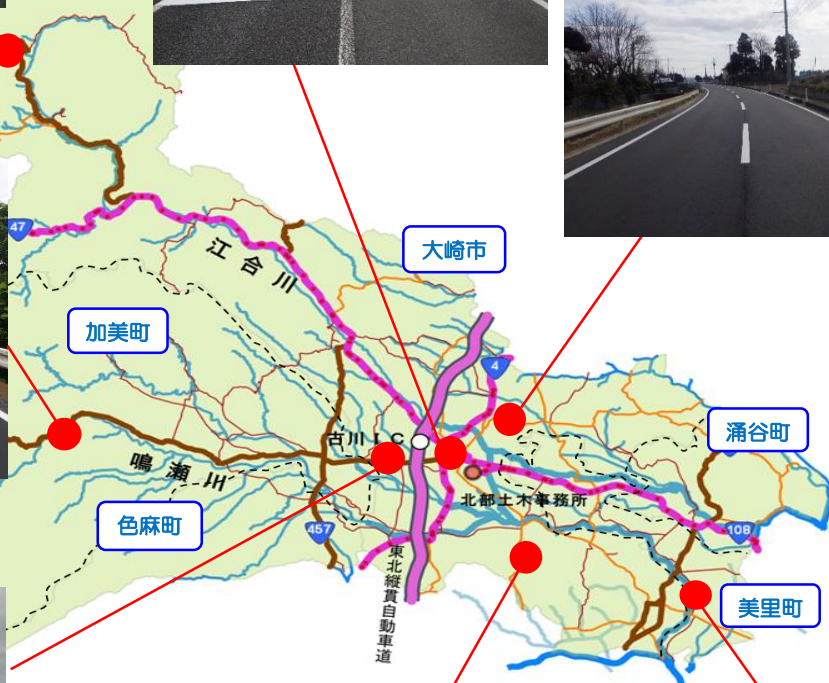 47
江合川
大崎市
加美町
4
古川IC
涌谷町
鳴瀬川
北部土木事務所
色麻町
457
108
東北縦貫自動車道
美里町